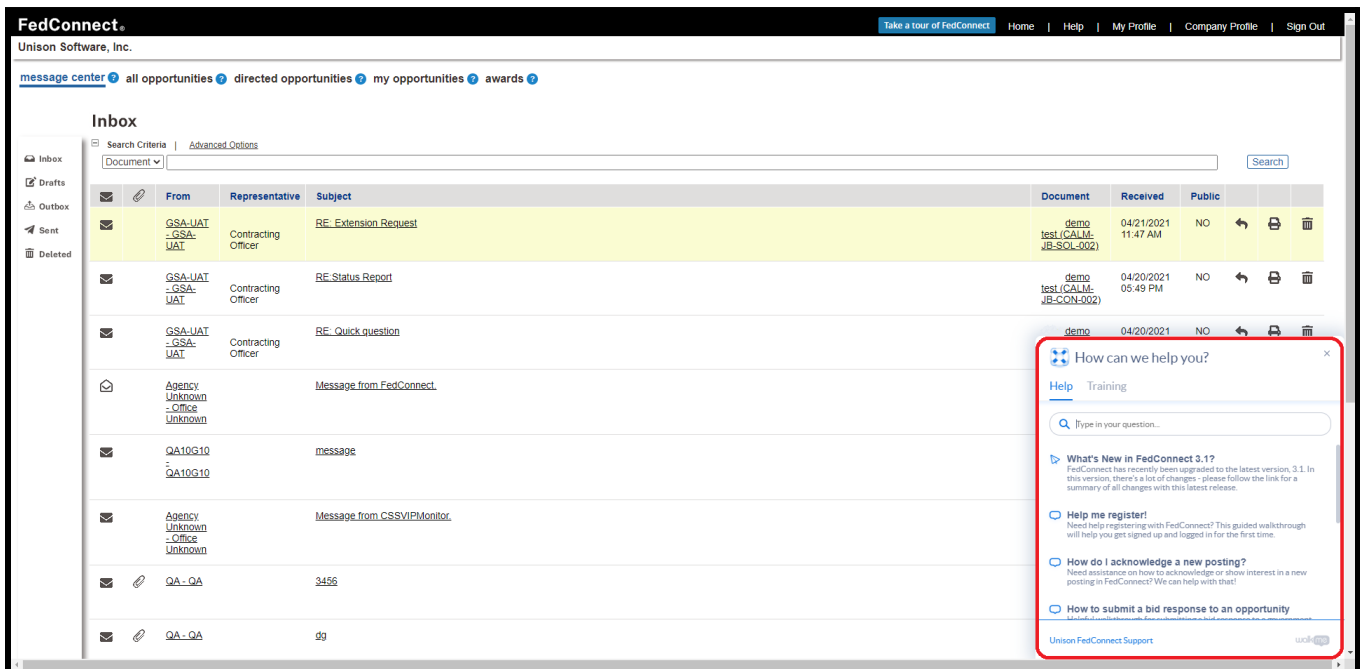 FedConnect®
Take a tour of FedConnect Home | Help | My Profile | Company Profile | Sign Out
Unison Software, Inc.
message center ? all opportunities ? directed opportunities ? my opportunities ? awards ?
Inbox
Search Criteria | Advanced Options
Document Search
Inbox
Drafts
Outbox
Sent
Deleted
From Representative Subject Document Received Public
GSA-UAT
- GSA-
UAT
Contracting
Officer
RE: Extension Request
demo
test (CALM-
JB-SOL-002)
04/21/2021
11:47 AM
NO
GSA-UAT
- GSA-
UAT
Contracting
Officer
RE:Status Report
demo
test (CALM-
JB-CON-002)
04/20/2021
05:49 PM
NO
GSA-UAT
- GSA-
UAT
Contracting
Officer
RE: Quick question
demo
04/20/2021
NO
Agency
Unknown
- Office
Unknown
Message from FedConnect.
QA10G10
-
QA10G10
message
Agency
Unknown
- Office
Unknown
Message from CSSVIPMonitor.
QA - QA
3456
QA - QA
dg
How can we help you?
Help Training
Type in your question...
What's New in FedConnect 3.1?
FedConnect has recently been upgraded to the latest version, 3.1. In
this version, there's a lot of changes - please follow the link for a
summary of all changes with this latest release.
Help me register!
Need help registering with FedConnect? This guided walkthrough
will help you get signed up and logged in for the first time.
How do I acknowledge a new posting?
Need assistance on how to acknowledge or show interest in a new
posting in FedConnect? We can help with that!
How to submit a bid response to an opportunity
Helpful walkthrough for submitting a bid response to a government
Unison FedConnect Support
walkme